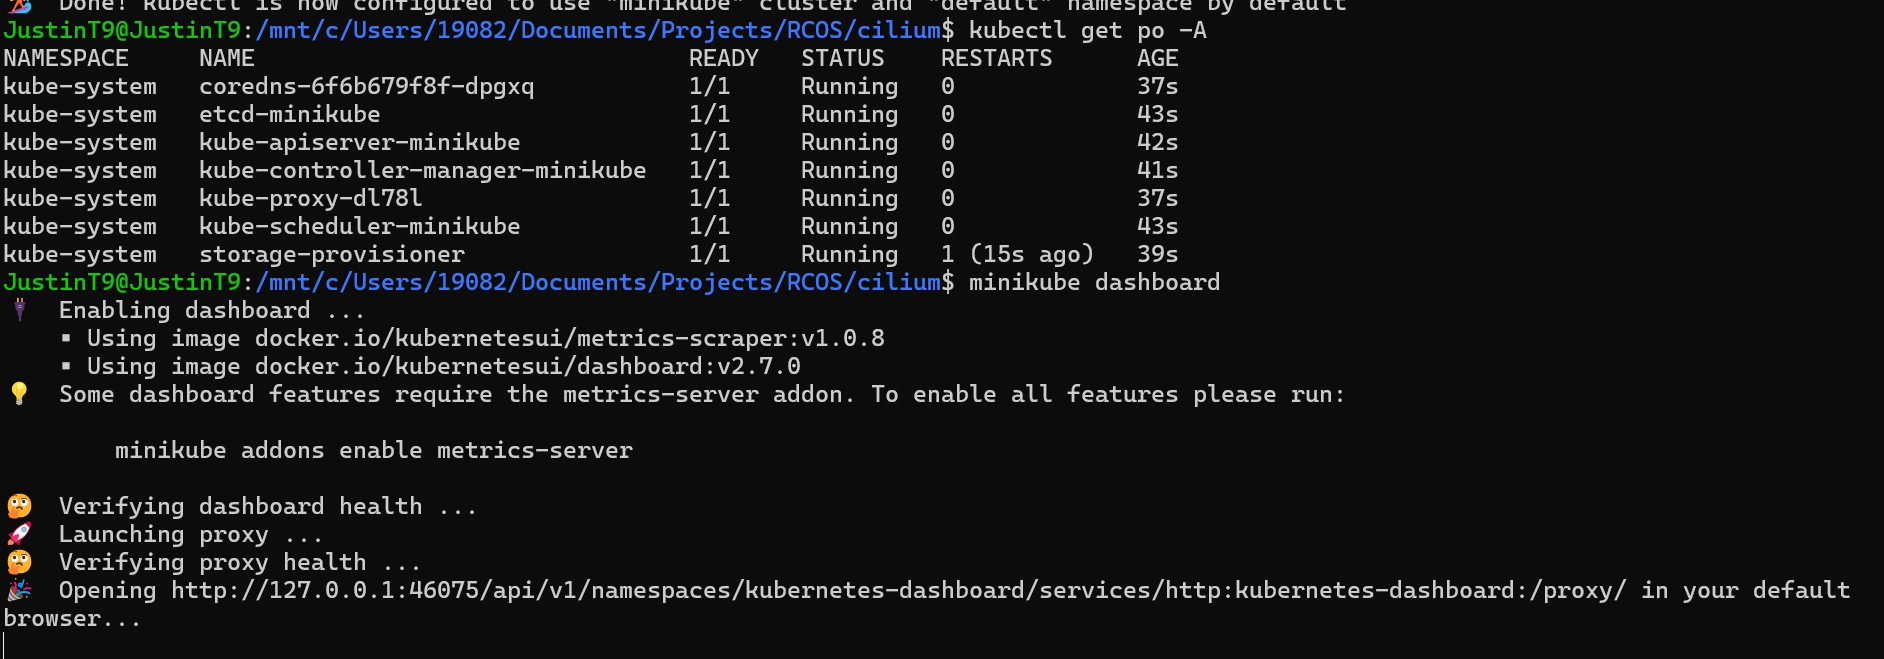 Done! kubectl is now configured to use "minikube" cluster and "default" namespace by default
JustinT9@JustinT9:/mnt/c/Users/19082/Documents/Projects/RCOS/cilium$ kubectl get po -A
NAMESPACE     NAME                               READY   STATUS    RESTARTS      AGE
kube-system   coredns-6f6b679f8f-dpgxq           1/1     Running   0             37s
kube-system   etcd-minikube                      1/1     Running   0             43s
kube-system   kube-apiserver-minikube            1/1     Running   0             42s
kube-system   kube-controller-manager-minikube   1/1     Running   0             41s
kube-system   kube-proxy-dl78l                   1/1     Running   0             37s
kube-system   kube-scheduler-minikube            1/1     Running   0             43s
kube-system   storage-provisioner                1/1     Running   1 (15s ago)   39s
JustinT9@JustinT9:/mnt/c/Users/19082/Documents/Projects/RCOS/cilium$ minikube dashboard
Enabling dashboard ...
▪ Using image docker.io/kubernetesui/metrics-scraper:v1.0.8
▪ Using image docker.io/kubernetesui/dashboard:v2.7.0
💡  Some dashboard features require the metrics-server addon. To enable all features please run:
minikube addons enable metrics-server
🤔  Verifying dashboard health ...
🚀  Launching proxy ...
🤔  Verifying proxy health ...
🎉  Opening http://127.0.0.1:46075/api/v1/namespaces/kubernetes-dashboard/services/http:kubernetes-dashboard:/proxy/ in your default
browser...